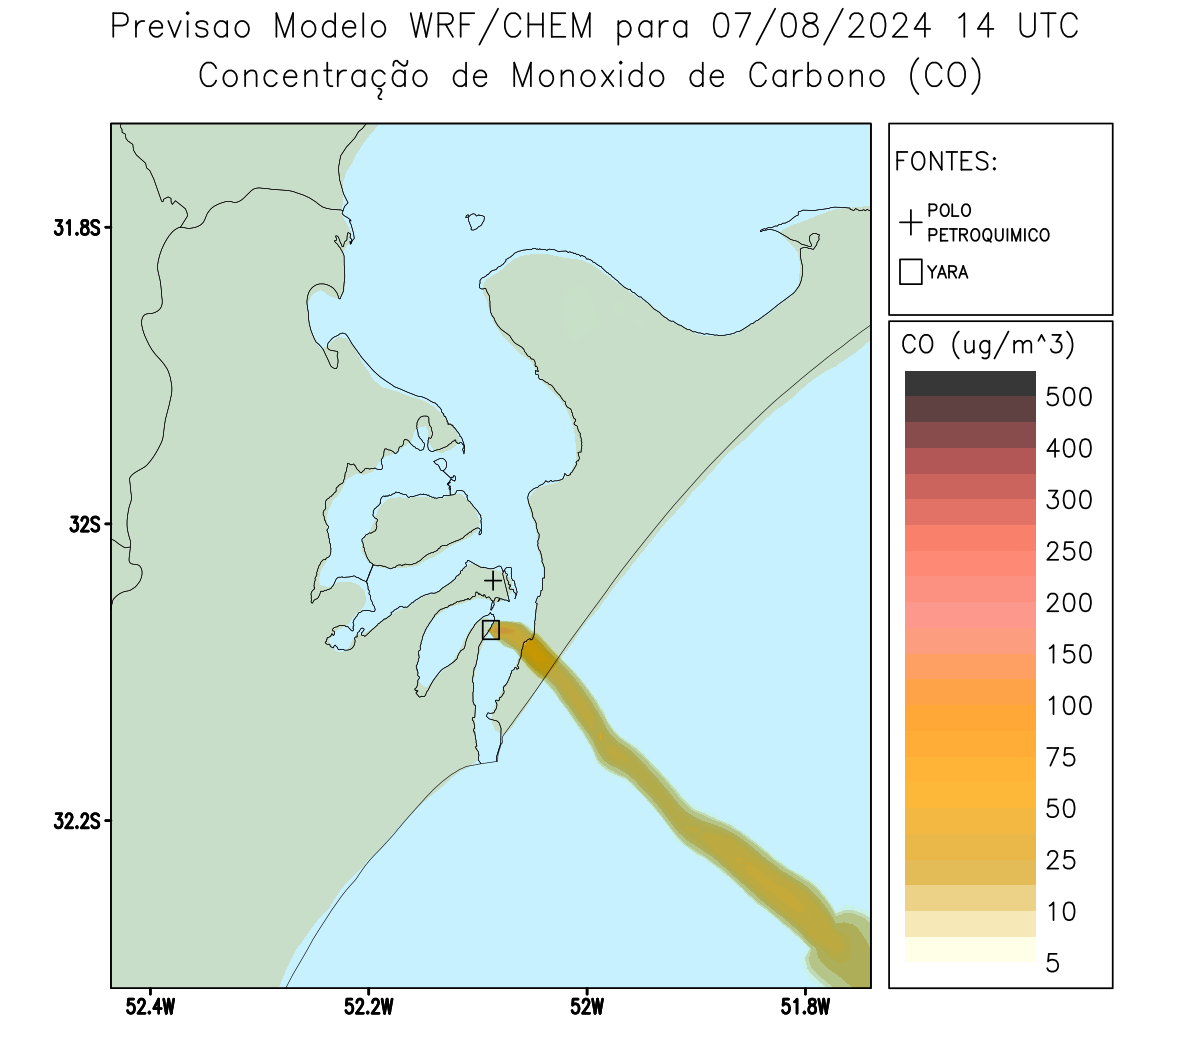 Previsao Modelo WRF/CHEM para 07/08/2024 14 UTC
Concentração de Monoxido de Carbono (CO)
FONTES:
POLO
PETROQUIMICO
YARA
CO (ug/m^3)
500
400
300
250
200
150
100
75
50
25
10
5
31.8S
32S
32.2S
52.4W
52.2W
52W
51.8W